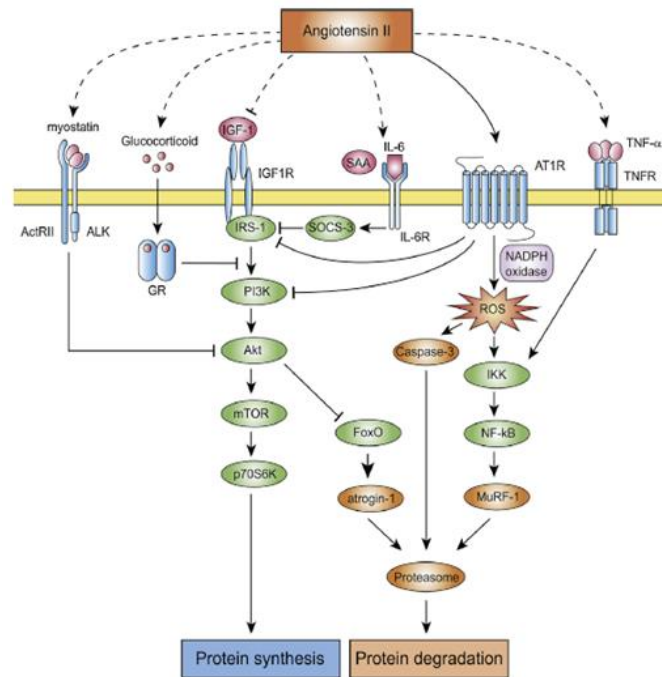 Angiotensin II
myostatin
Glucocorticoid
IGF-1
IL-6
SAA
TNF-α
IGF1R
AT1R
TNFR
ActRII
ALK
IRS-1
SOCS-3
IL-6R
NADPH
oxidase
GR
PI3K
ROS
Akt
Caspase-3
IKK
mTOR
FoxO
NF-kB
p70S6K
atrogin-1
MuRF-1
Proteasome
Protein synthesis
Protein degradation